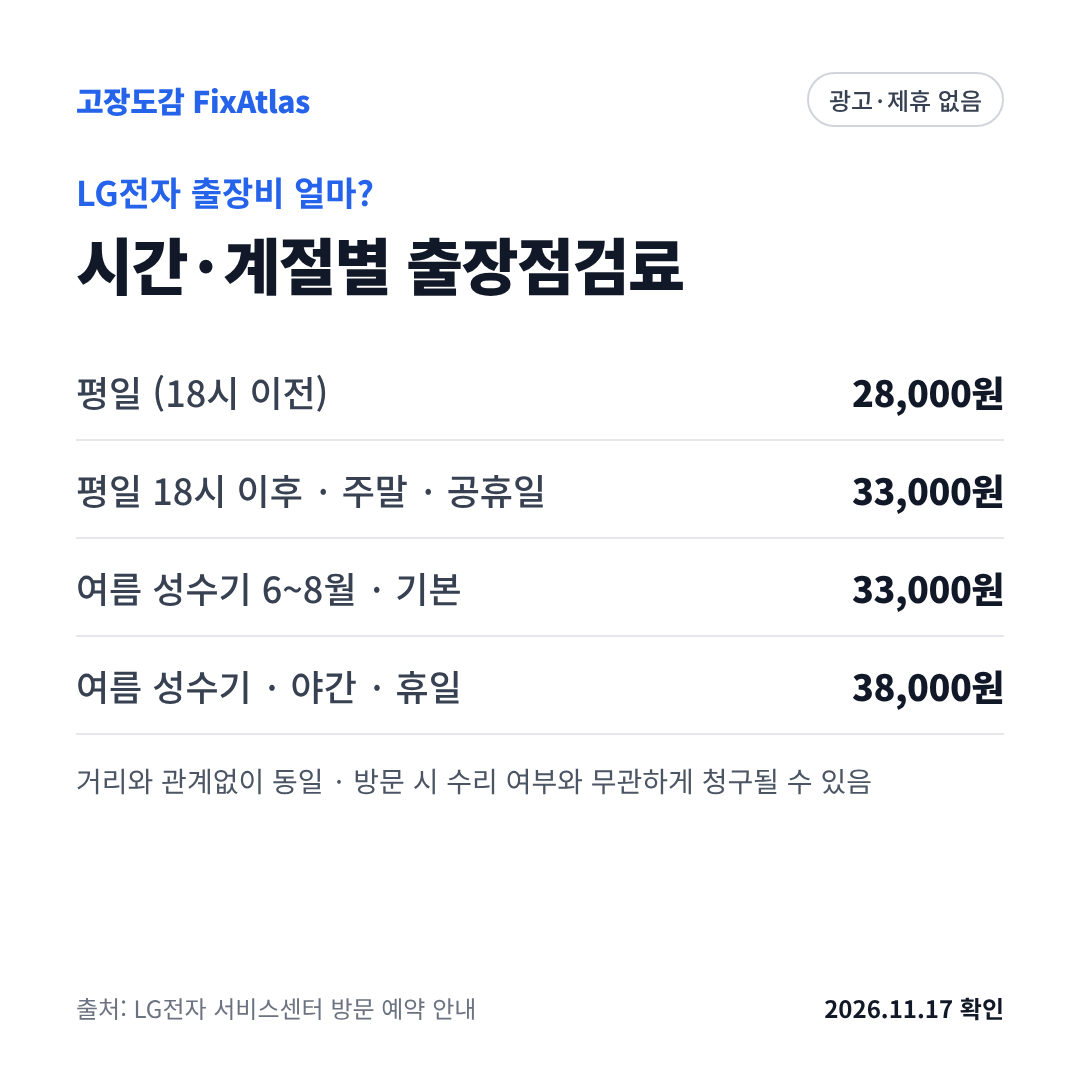 고장도감 FixAtlas
광고·제휴 없음
LG전자 출장비 얼마?
시간·계절별 출장점검료
평일 (18시 이전) 28,000원
평일 18시 이후 · 주말 · 공휴일 33,000원
여름 성수기 6~8월 · 기본 33,000원
여름 성수기 · 야간 · 휴일 38,000원
거리와 관계없이 동일 · 방문 시 수리 여부와 무관하게 청구될 수 있음
출처: LG전자 서비스센터 방문 예약 안내
2026.11.17 확인